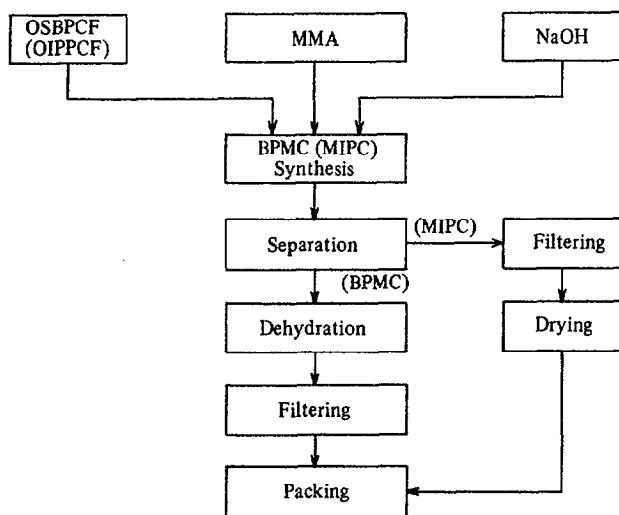 OSBPCF
(OIPPCF)
MMA
NaOH
BPMC (MIPC)
Synthesis
Separation
(MIPC)
Filtering
(BPMC)
Dehydration
Drying
Filtering
Packing